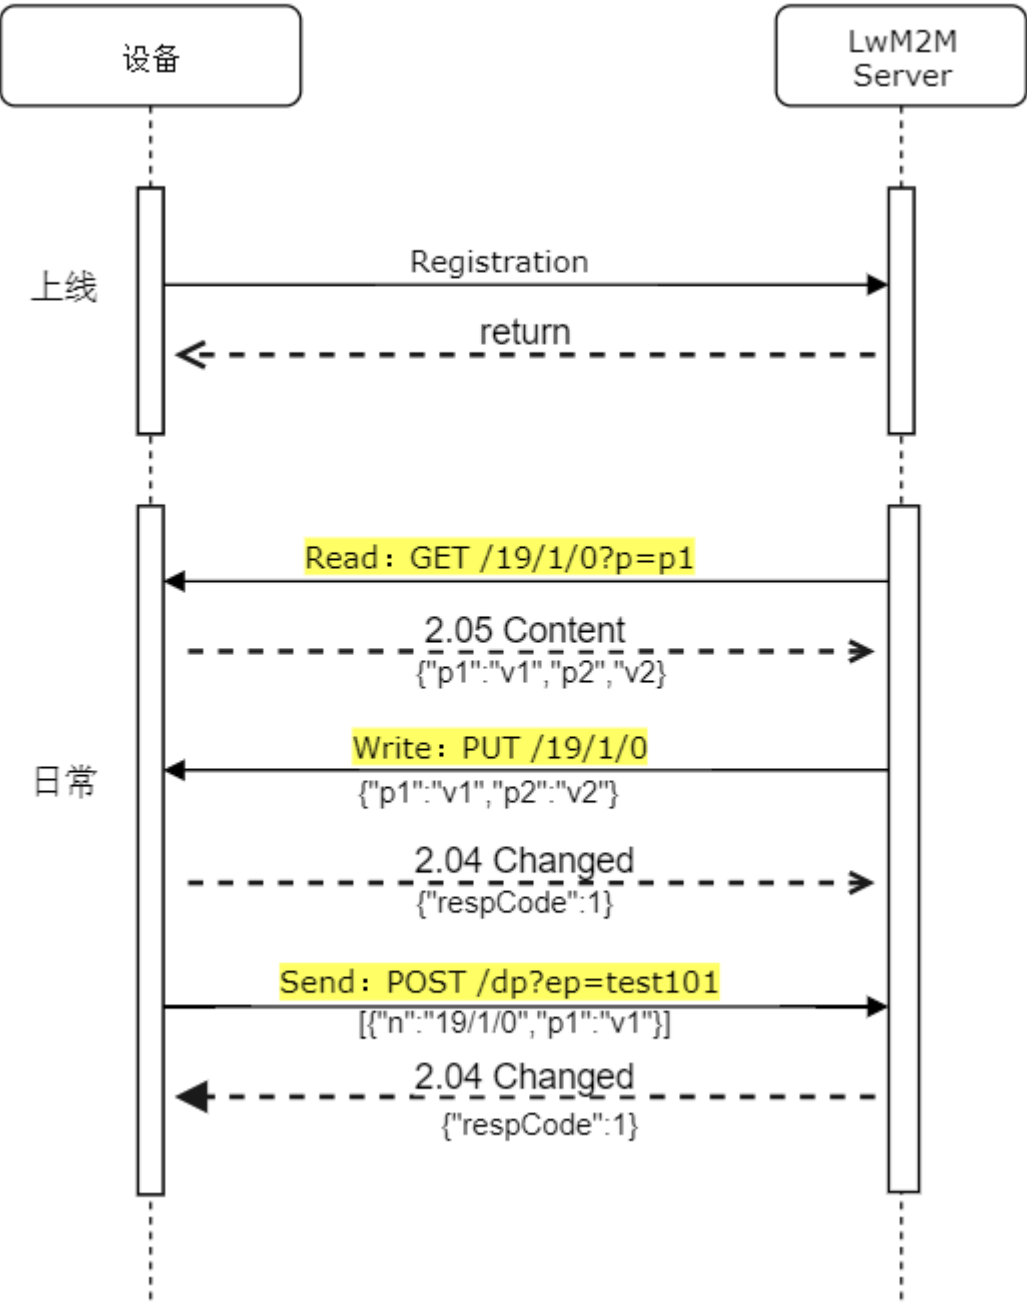 设备
LwM2M
Server
上线
Registration
return
Read：GET /19/1/0?p=p1
2.05 Content
{"p1":"v1","p2","v2}
日常
Write：PUT /19/1/0
{"p1":"v1","p2":"v2"}
2.04 Changed
{"respCode":1}
Send：POST /dp?ep=test101
[{"n":"19/1/0","p1":"v1"}]
2.04 Changed
{"respCode":1}